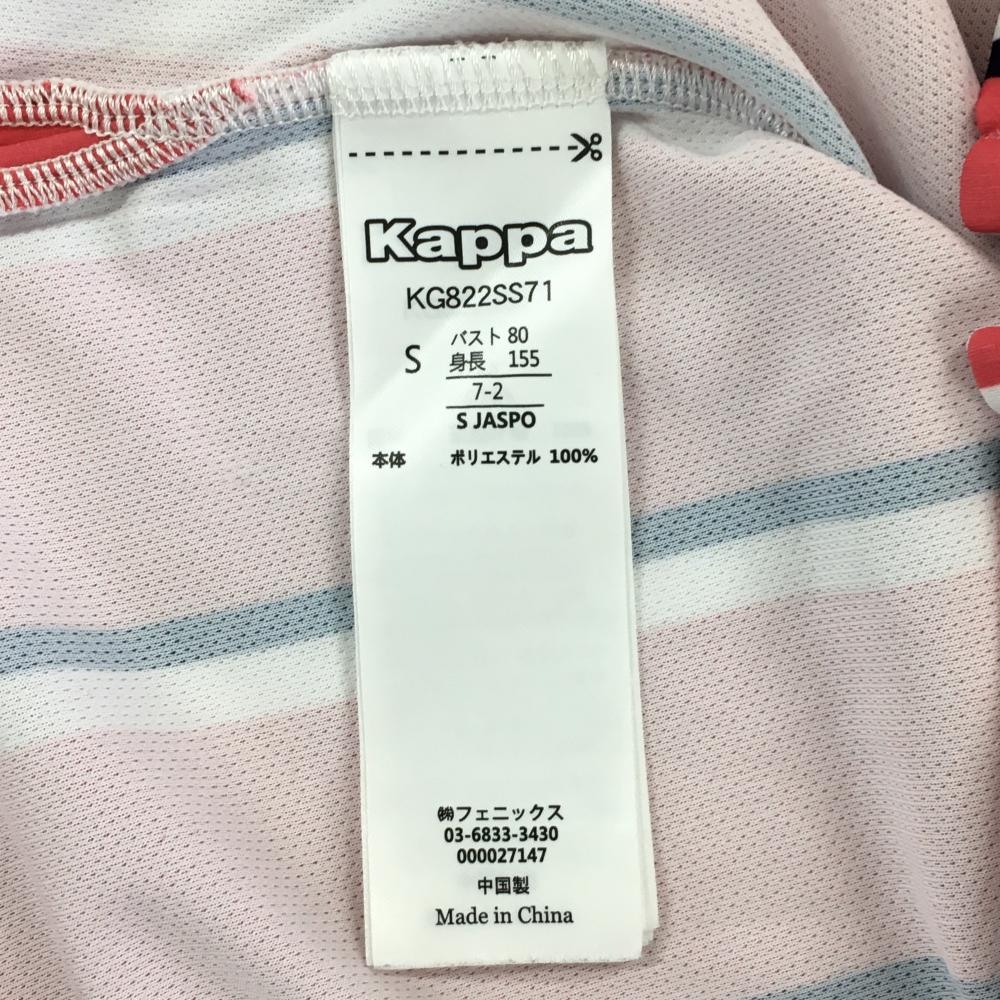 Kappa
KG822SS71
S
バスト 80
身長 155
7-2
S JASPO
本体 ポリエステル 100%
㈱フェニックス
03-6833-3430
000027147
中国製
Made in China